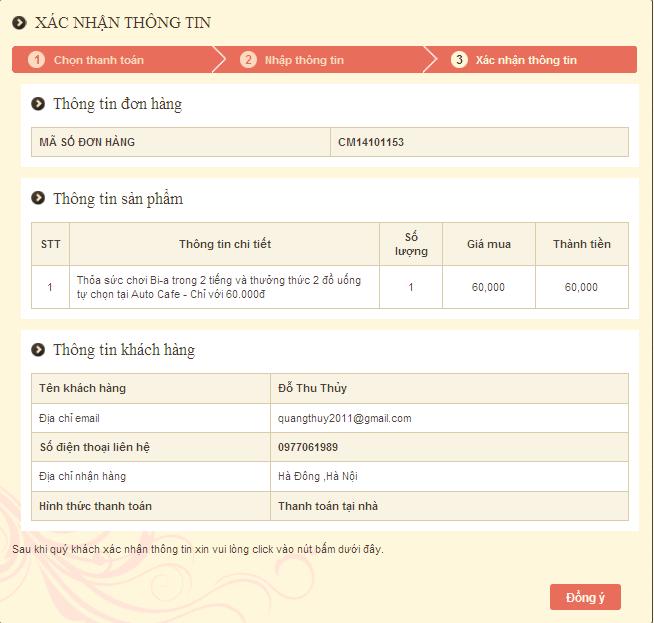 XÁC NHẬN THÔNG TIN
1 Chọn thanh toán 2 Nhập thông tin 3 Xác nhận thông tin
Thông tin đơn hàng
MÃ SỐ ĐƠN HÀNG CM14101153
Thông tin sản phẩm
STT Thông tin chi tiết Số lượng Giá mua Thành tiền
1 Thỏa sức chơi Bi-a trong 2 tiếng và thưởng thức 2 đồ uống
tự chọn tại Auto Cafe - Chỉ với 60.000đ 1 60,000 60,000
Thông tin khách hàng
Tên khách hàng Đỗ Thu Thủy
Địa chỉ email quangthuy2011@gmail.com
Số điện thoại liên hệ 0977061989
Địa chỉ nhận hàng Hà Đông ,Hà Nội
Hình thức thanh toán Thanh toán tại nhà
Sau khi quý khách xác nhận thông tin xin vui lòng click vào nút bấm dưới đây.
Đồng ý